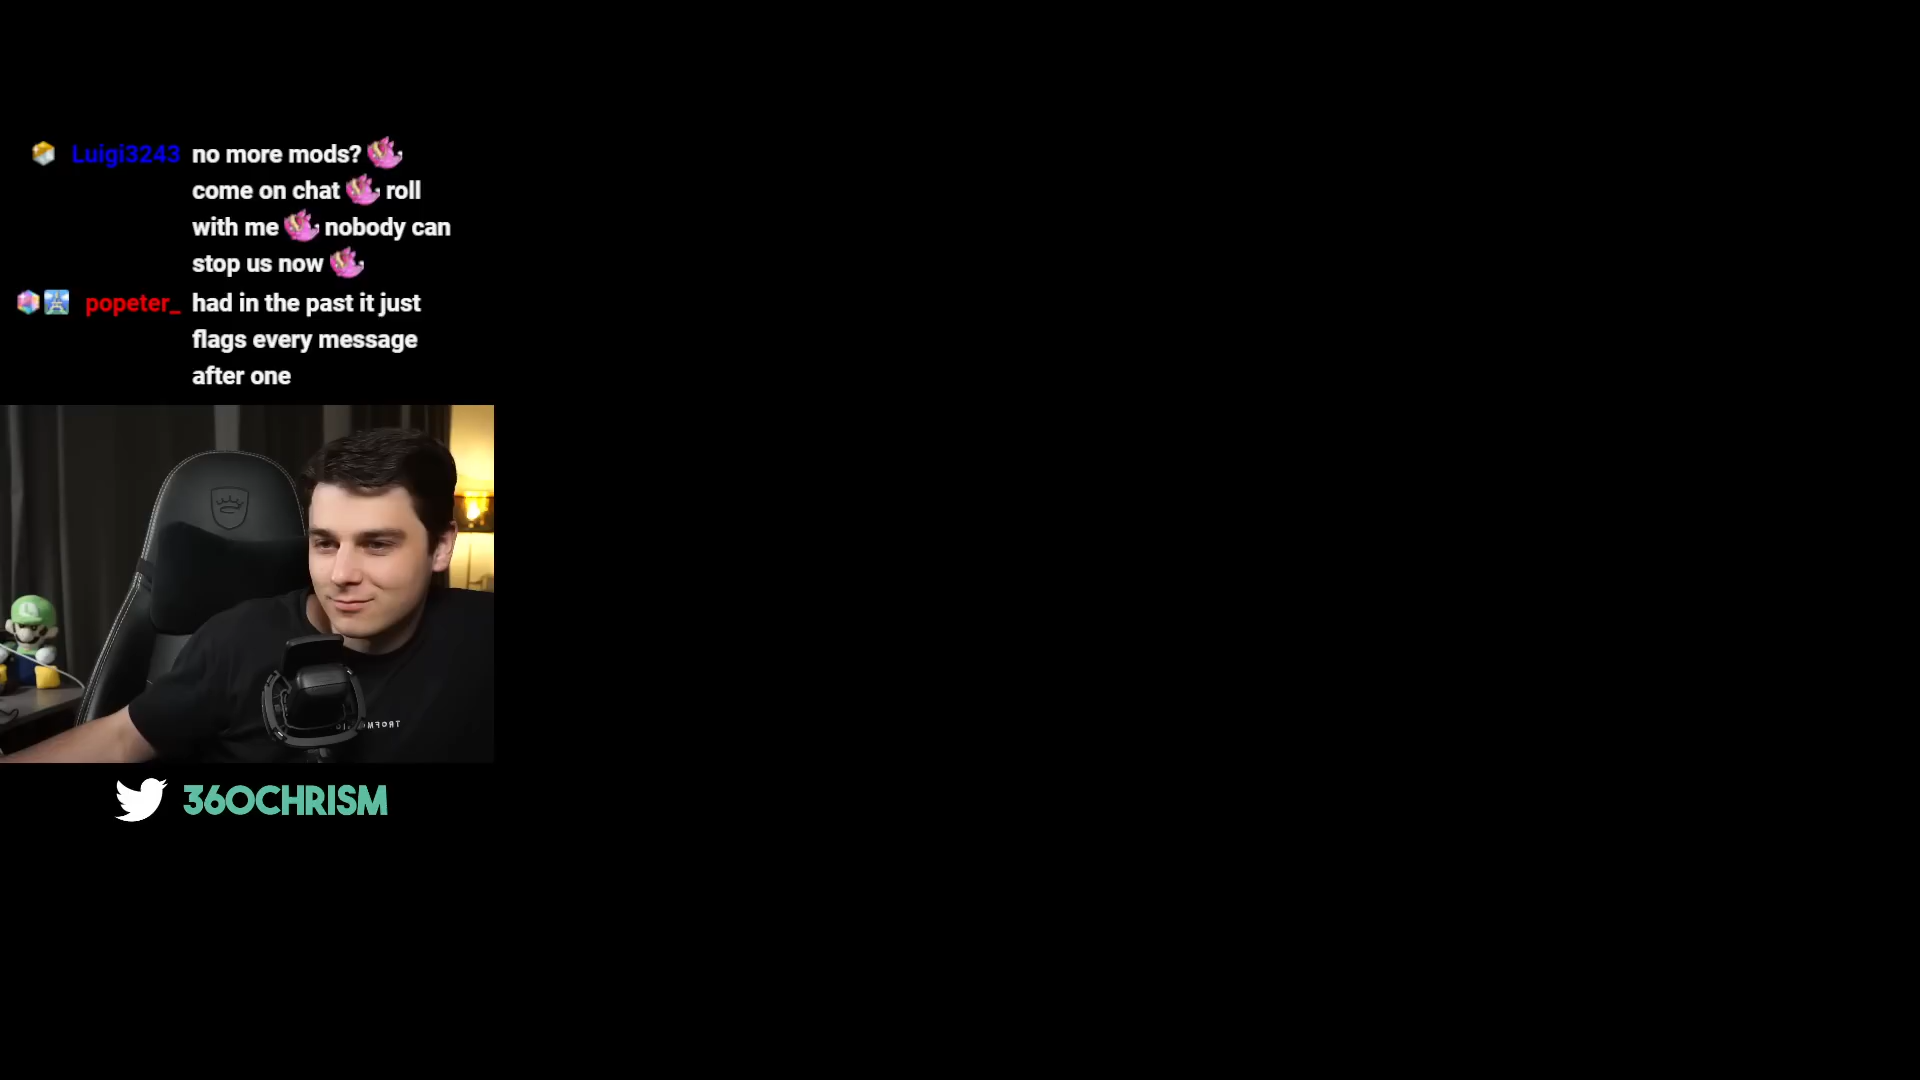 Luigi3243 no more mods?
come on chat roll
with me nobody can
stop us now
popeter_ had in the past it just
flags every message
after one
360CHRISM